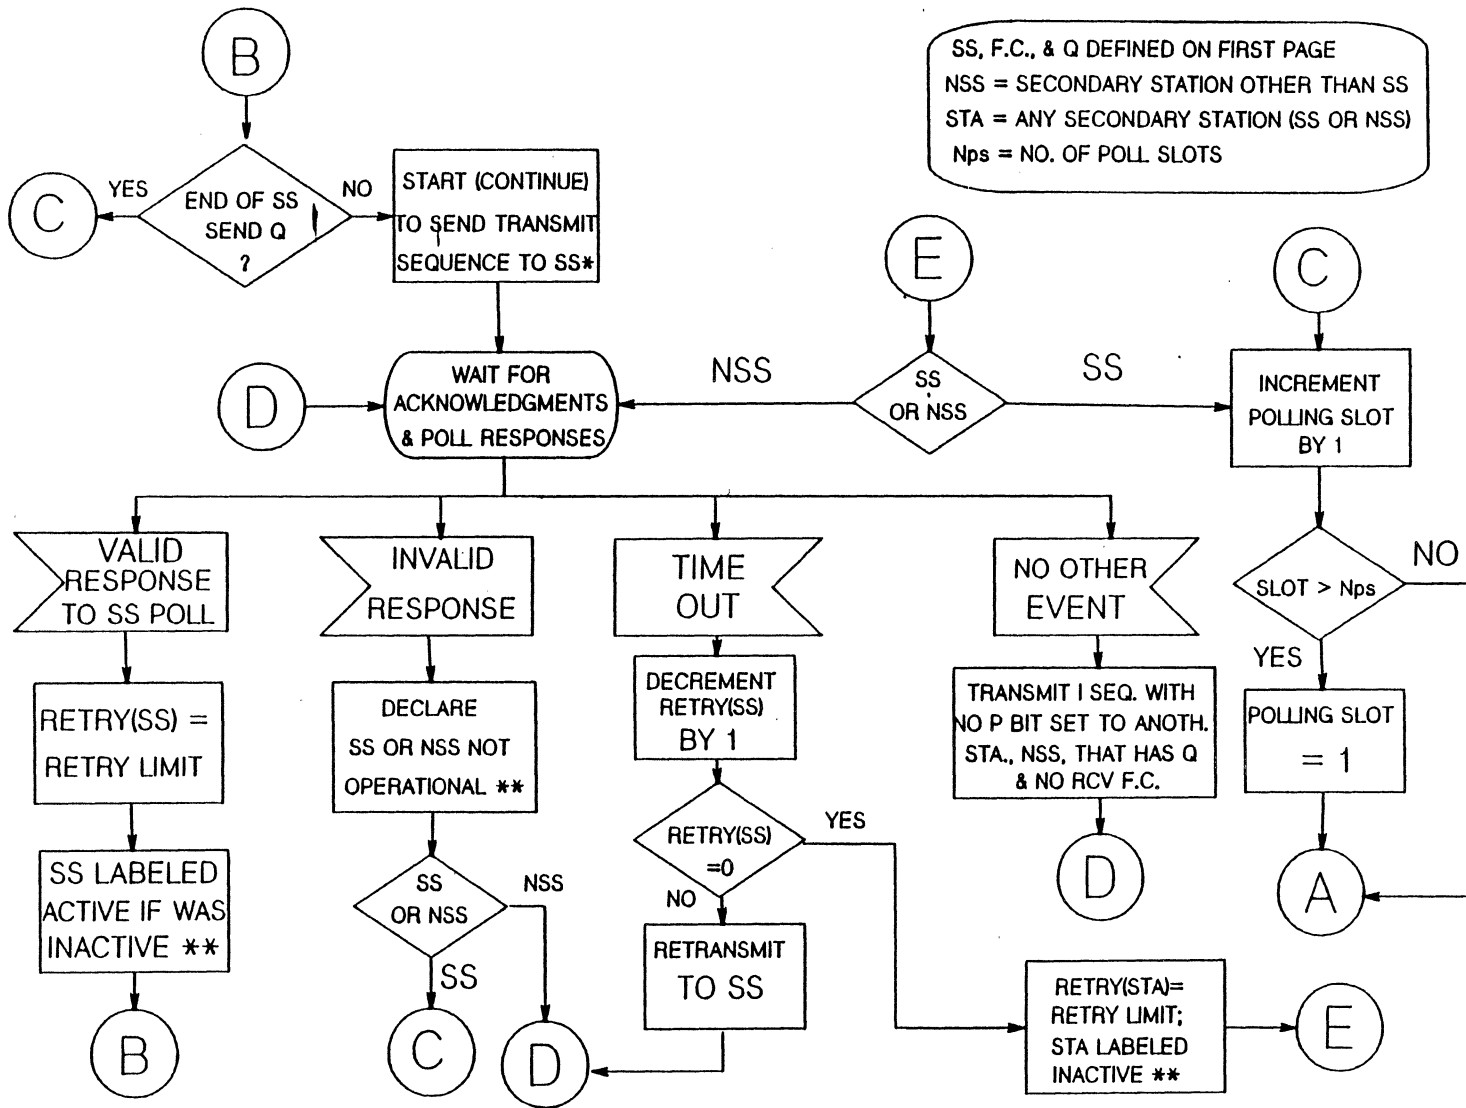 B
SS, F.C., & Q DEFINED ON FIRST PAGE
NSS = SECONDARY STATION OTHER THAN SS
STA = ANY SECONDARY STATION (SS OR NSS)
Nps = NO. OF POLL SLOTS
C
YES
END OF SS
SEND Q
?
NO
START (CONTINUE)
TO SEND TRANSMIT
SEQUENCE TO SS*
E
C
D
WAIT FOR
ACKNOWLEDGMENTS
& POLL RESPONSES
NSS
SS
OR NSS
SS
INCREMENT
POLLING SLOT
BY 1
VALID
RESPONSE
TO SS POLL
INVALID
RESPONSE
TIME
OUT
NO OTHER
EVENT
SLOT > Nps
NO
YES
RETRY(SS) =
RETRY LIMIT
DECLARE
SS OR NSS NOT
OPERATIONAL **
DECREMENT
RETRY(SS)
BY 1
TRANSMIT I SEQ. WITH
NO P BIT SET TO ANOTH.
STA., NSS, THAT HAS Q
& NO RCV F.C.
POLLING SLOT
= 1
SS LABELED
ACTIVE IF WAS
INACTIVE **
SS
OR NSS
NSS
SS
RETRY(SS)
=0
YES
NO
D
A
RETRANSMIT
TO SS
RETRY(STA)=
RETRY LIMIT;
STA LABELED
INACTIVE **
E
B
C
D